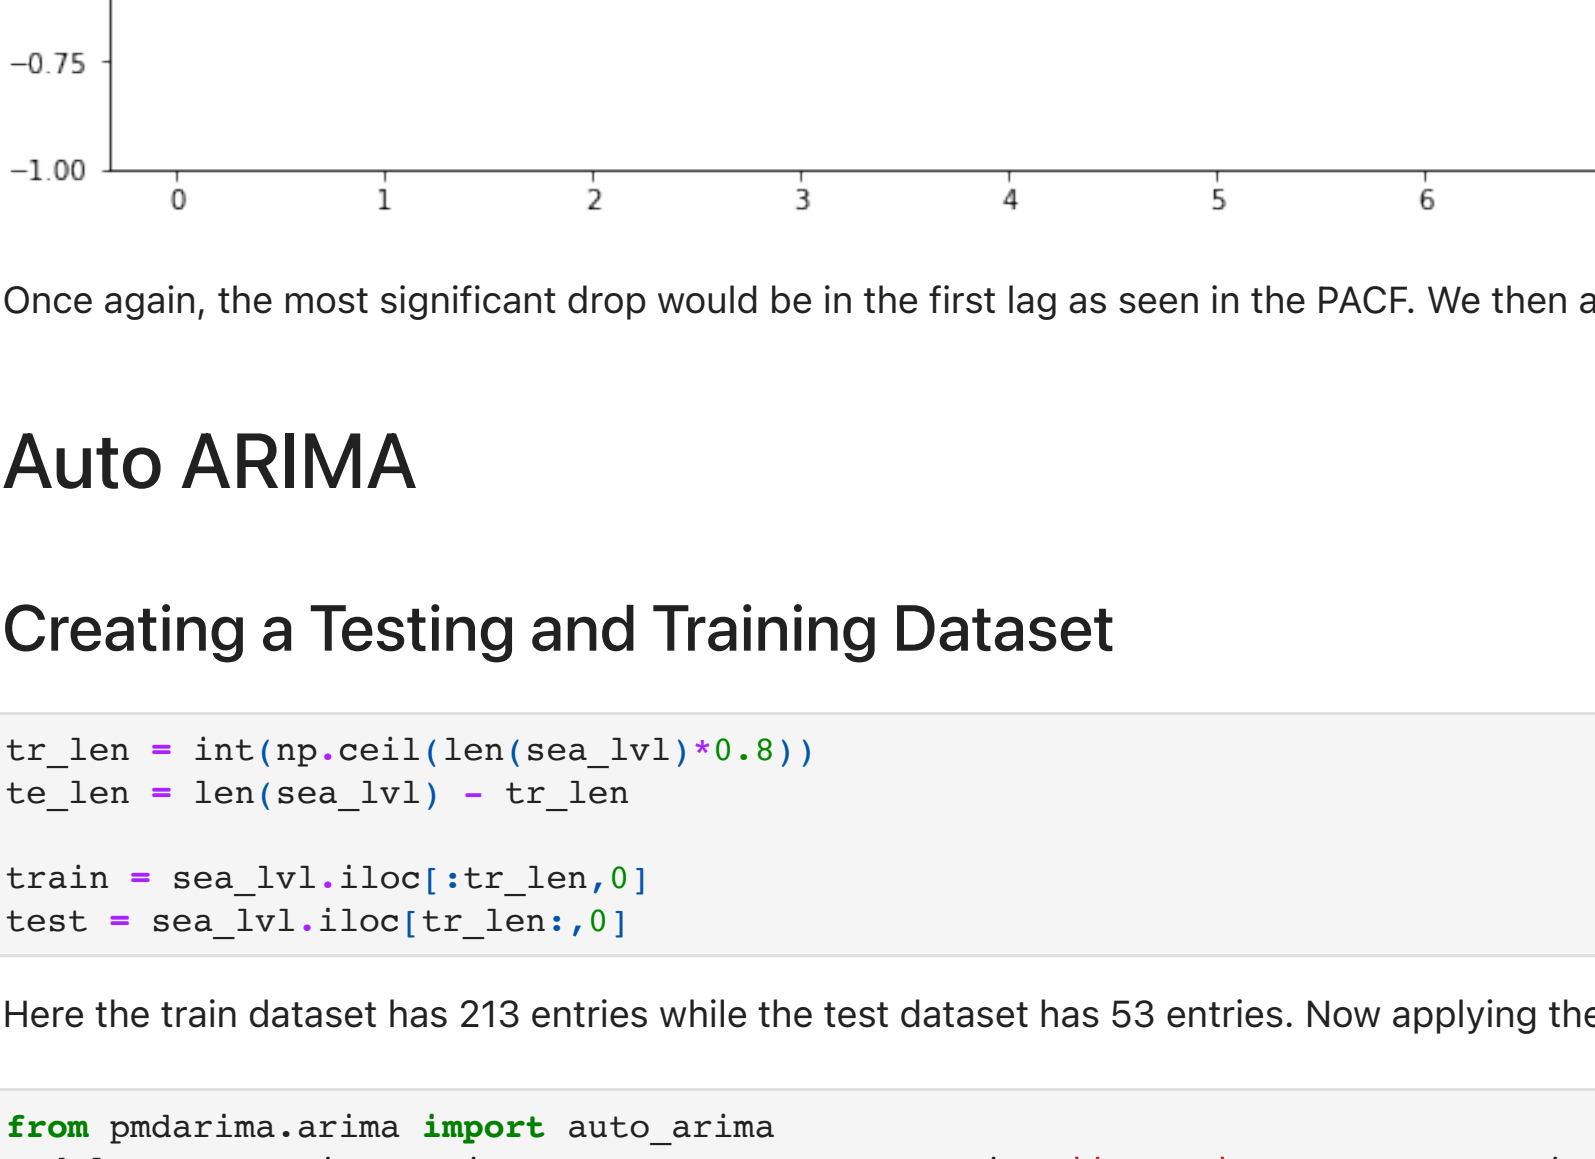 −0.75
−1.00
0 1 2 3 4 5 6
Once again, the most significant drop would be in the first lag as seen in the PACF. We then
Auto ARIMA
Creating a Testing and Training Dataset
tr_len = int(np.ceil(len(sea_lvl)*0.8))
te_len = len(sea_lvl) - tr_len
train = sea_lvl.iloc[:tr_len,0]
test = sea_lvl.iloc[tr_len:,0]
Here the train dataset has 213 entries while the test dataset has 53 entries. Now applying the
from pmdarima.arima import auto_arima